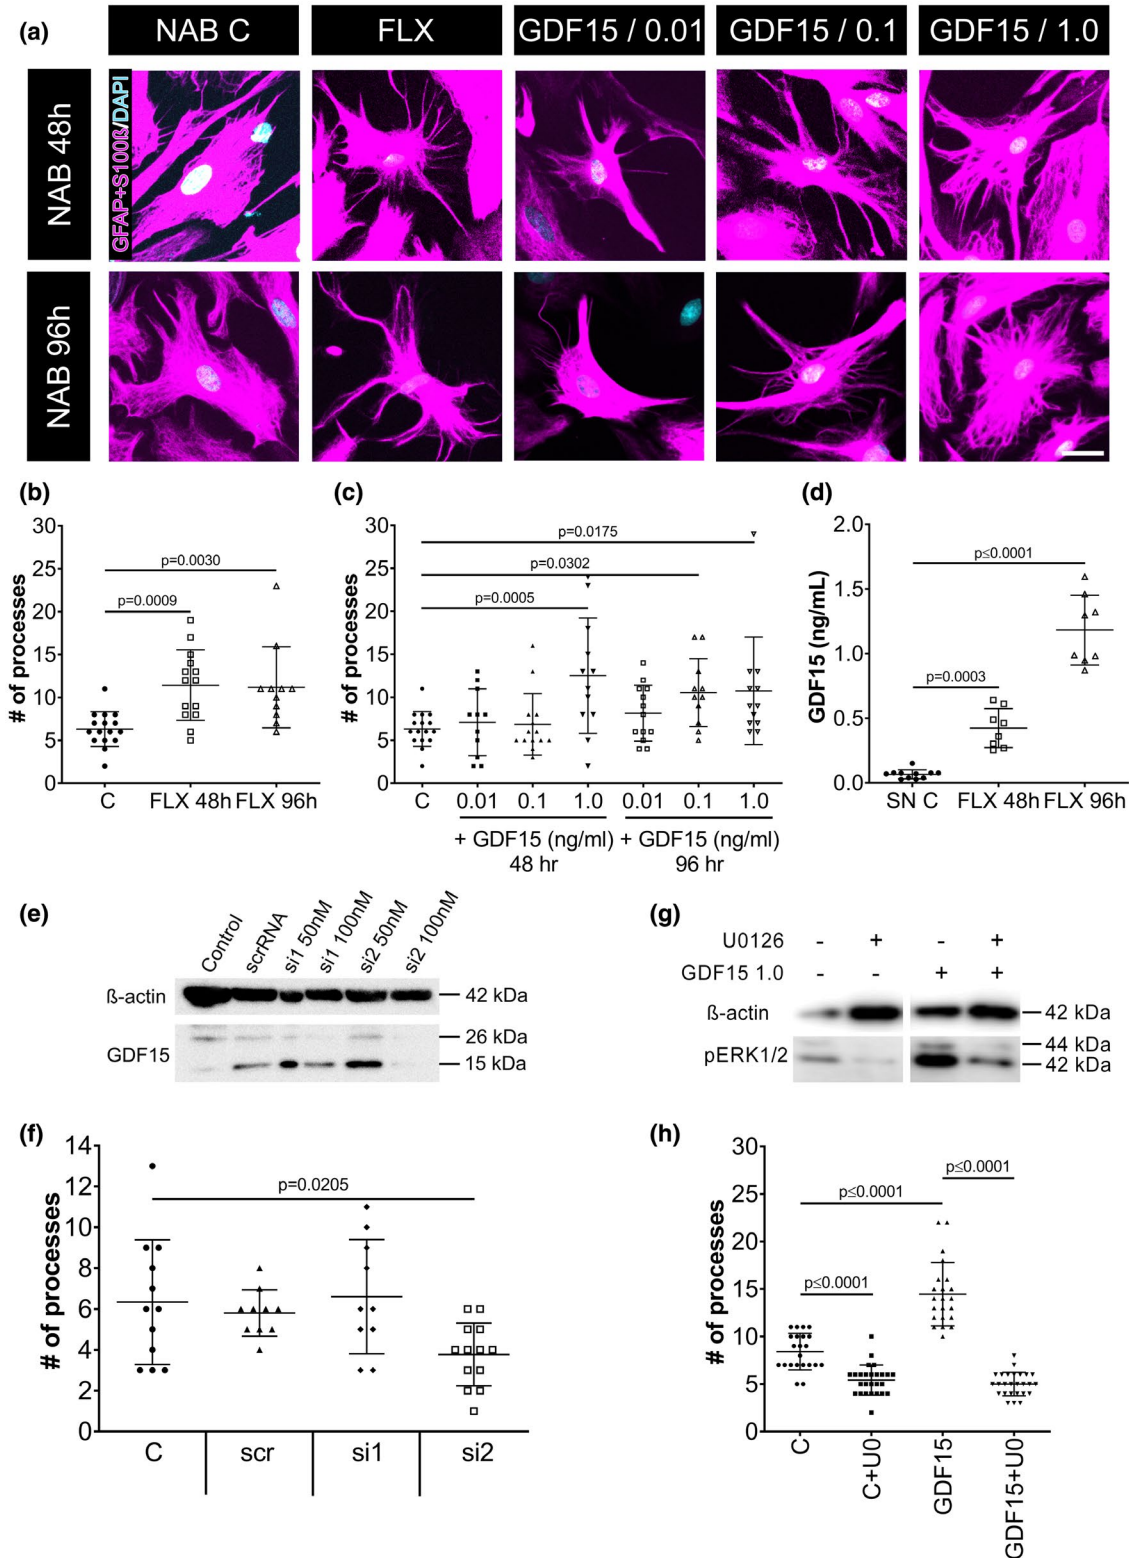 (a)
NAB C
FLX
GDF15 / 0.01
GDF15 / 0.1
GDF15 / 1.0
NAB 48h
GFAP+S100ß/DAPI
NAB 96h
(b)
# of processes
30
25
20
15
10
5
0
p=0.0030
p=0.0009
C
FLX 48h
FLX 96h
(c)
# of processes
30
25
20
15
10
5
0
p=0.0175
p=0.0302
p=0.0005
C
0.01
0.1
1.0
0.01
0.1
1.0
+ GDF15 (ng/ml)
48 hr
+ GDF15 (ng/ml)
96 hr
(d)
GDF15 (ng/mL)
2.0
1.5
1.0
0.5
0.0
p≤0.0001
p=0.0003
SN C
FLX 48h
FLX 96h
(e)
Control
scrRNA
si1 50nM
si1 100nM
si2 50nM
si2 100nM
ß-actin
42 kDa
GDF15
26 kDa
15 kDa
(g)
U0126 - + - +
GDF15 1.0 - - + +
ß-actin
42 kDa
pERK1/2
44 kDa
42 kDa
(f)
# of processes
14
12
10
8
6
4
2
0
p=0.0205
C
scr
si1
si2
(h)
# of processes
30
25
20
15
10
5
0
p≤0.0001
p≤0.0001
p≤0.0001
C
C+U0
GDF15
GDF15+U0